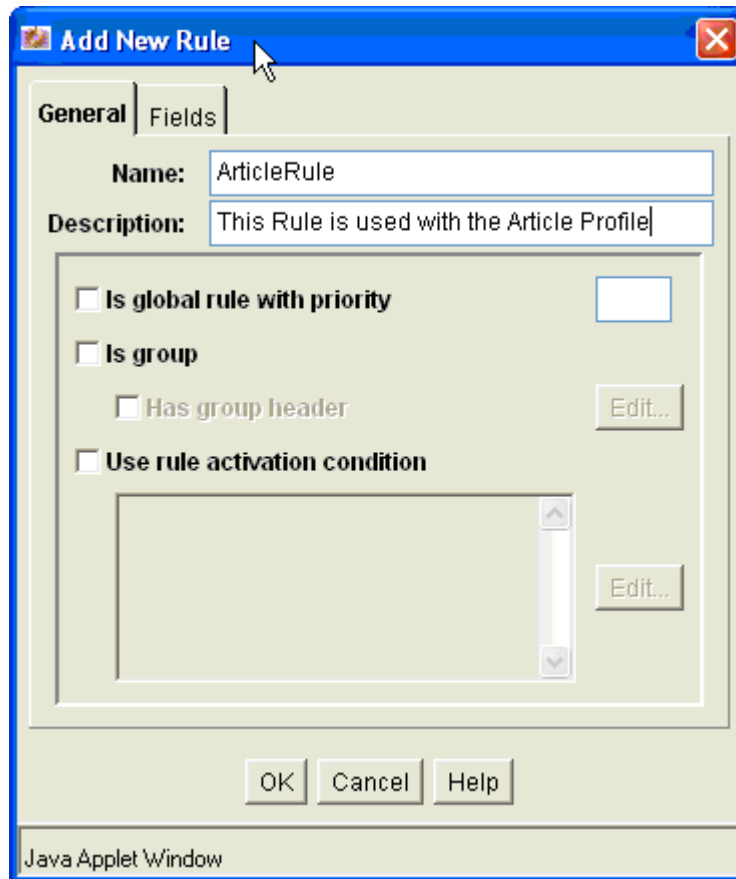 Add New Rule
General Fields
Name: ArticleRule
Description: This Rule is used with the Article Profile
Is global rule with priority
Is group
Has group header Edit...
Use rule activation condition
Edit...
OK Cancel Help
Java Applet Window